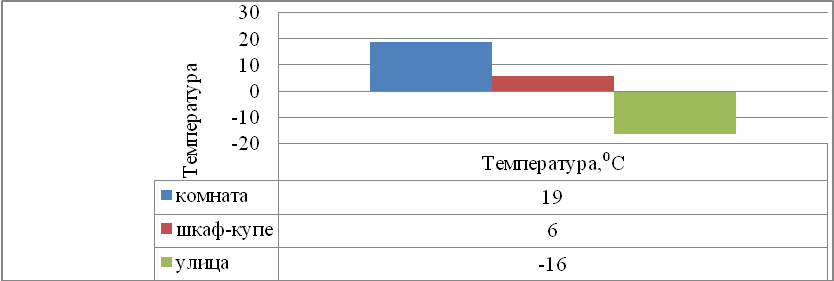 30
20
10
0
-10
-20
Температура
Температура,⁰С
комната 19
шкаф-купе 6
улица -16